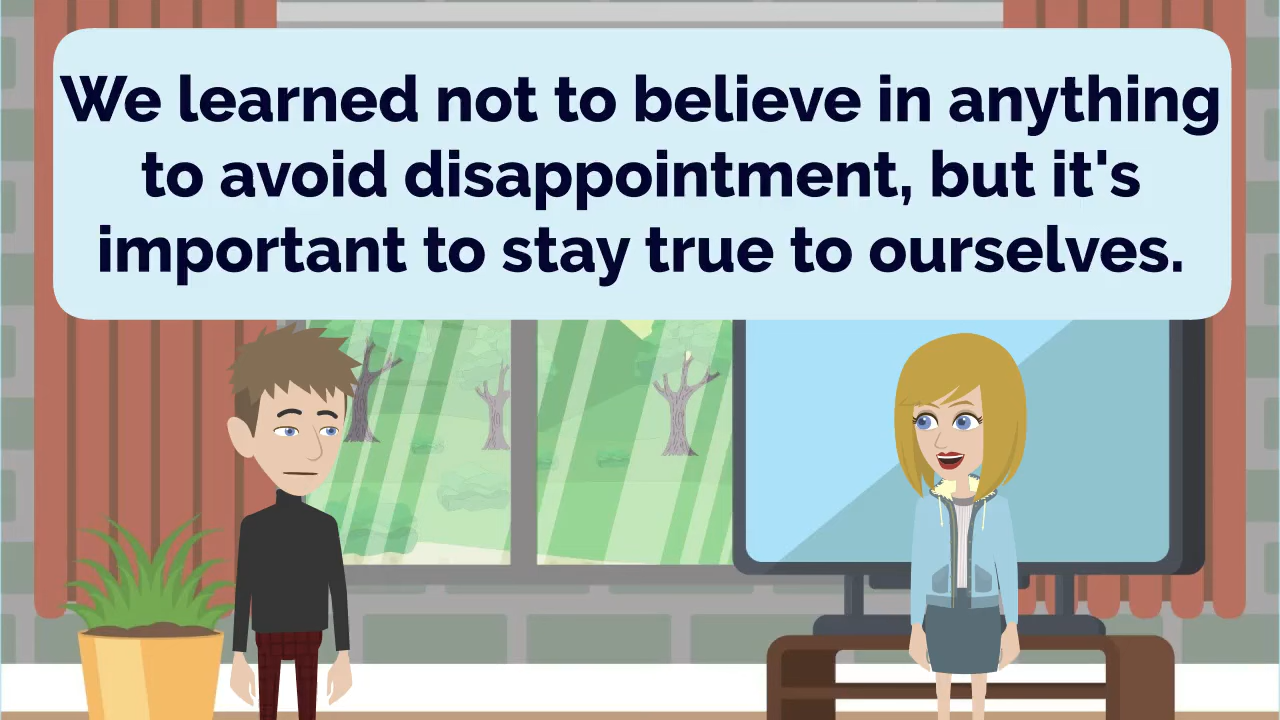 We learned not to believe in anything
to avoid disappointment, but it's
important to stay true to ourselves.